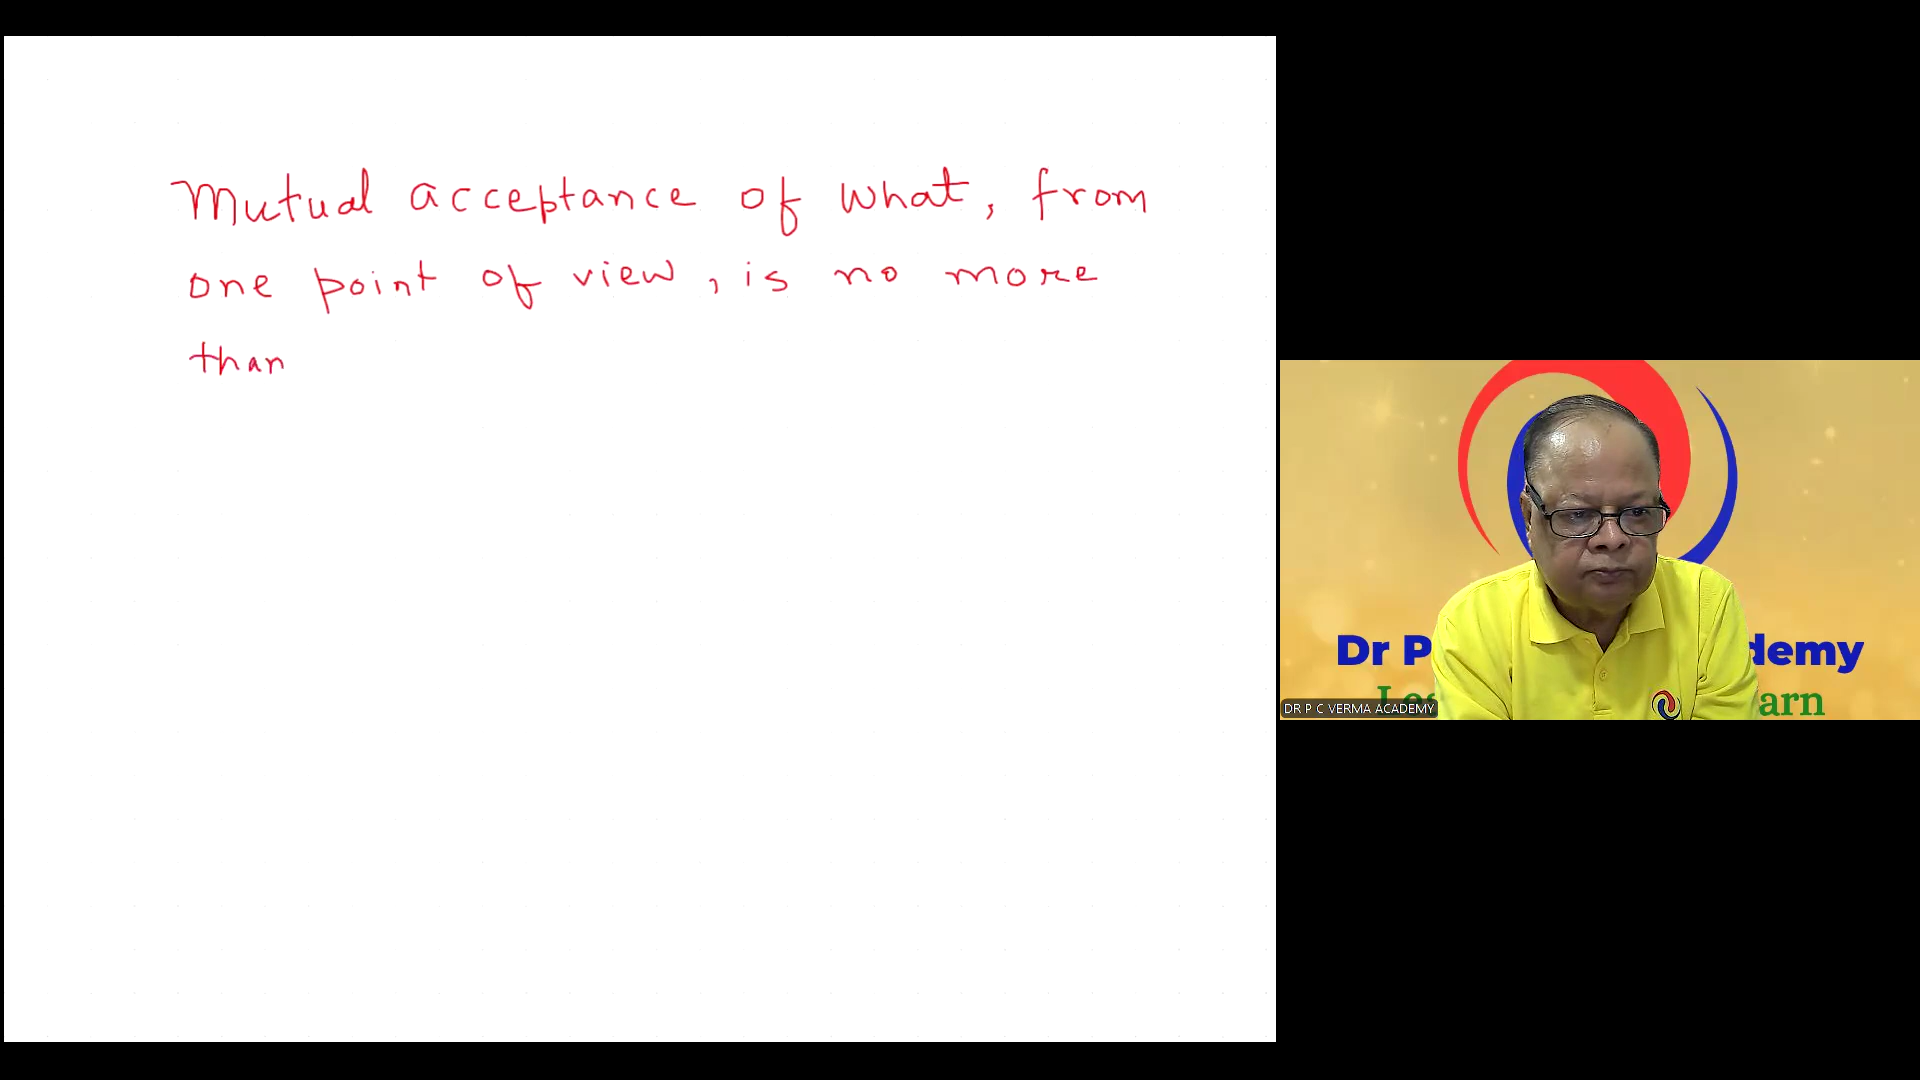 Mutual acceptance of what, from
one point of view, is no more
than
Dr P demy
arn
DR P C VERMA ACADEMY